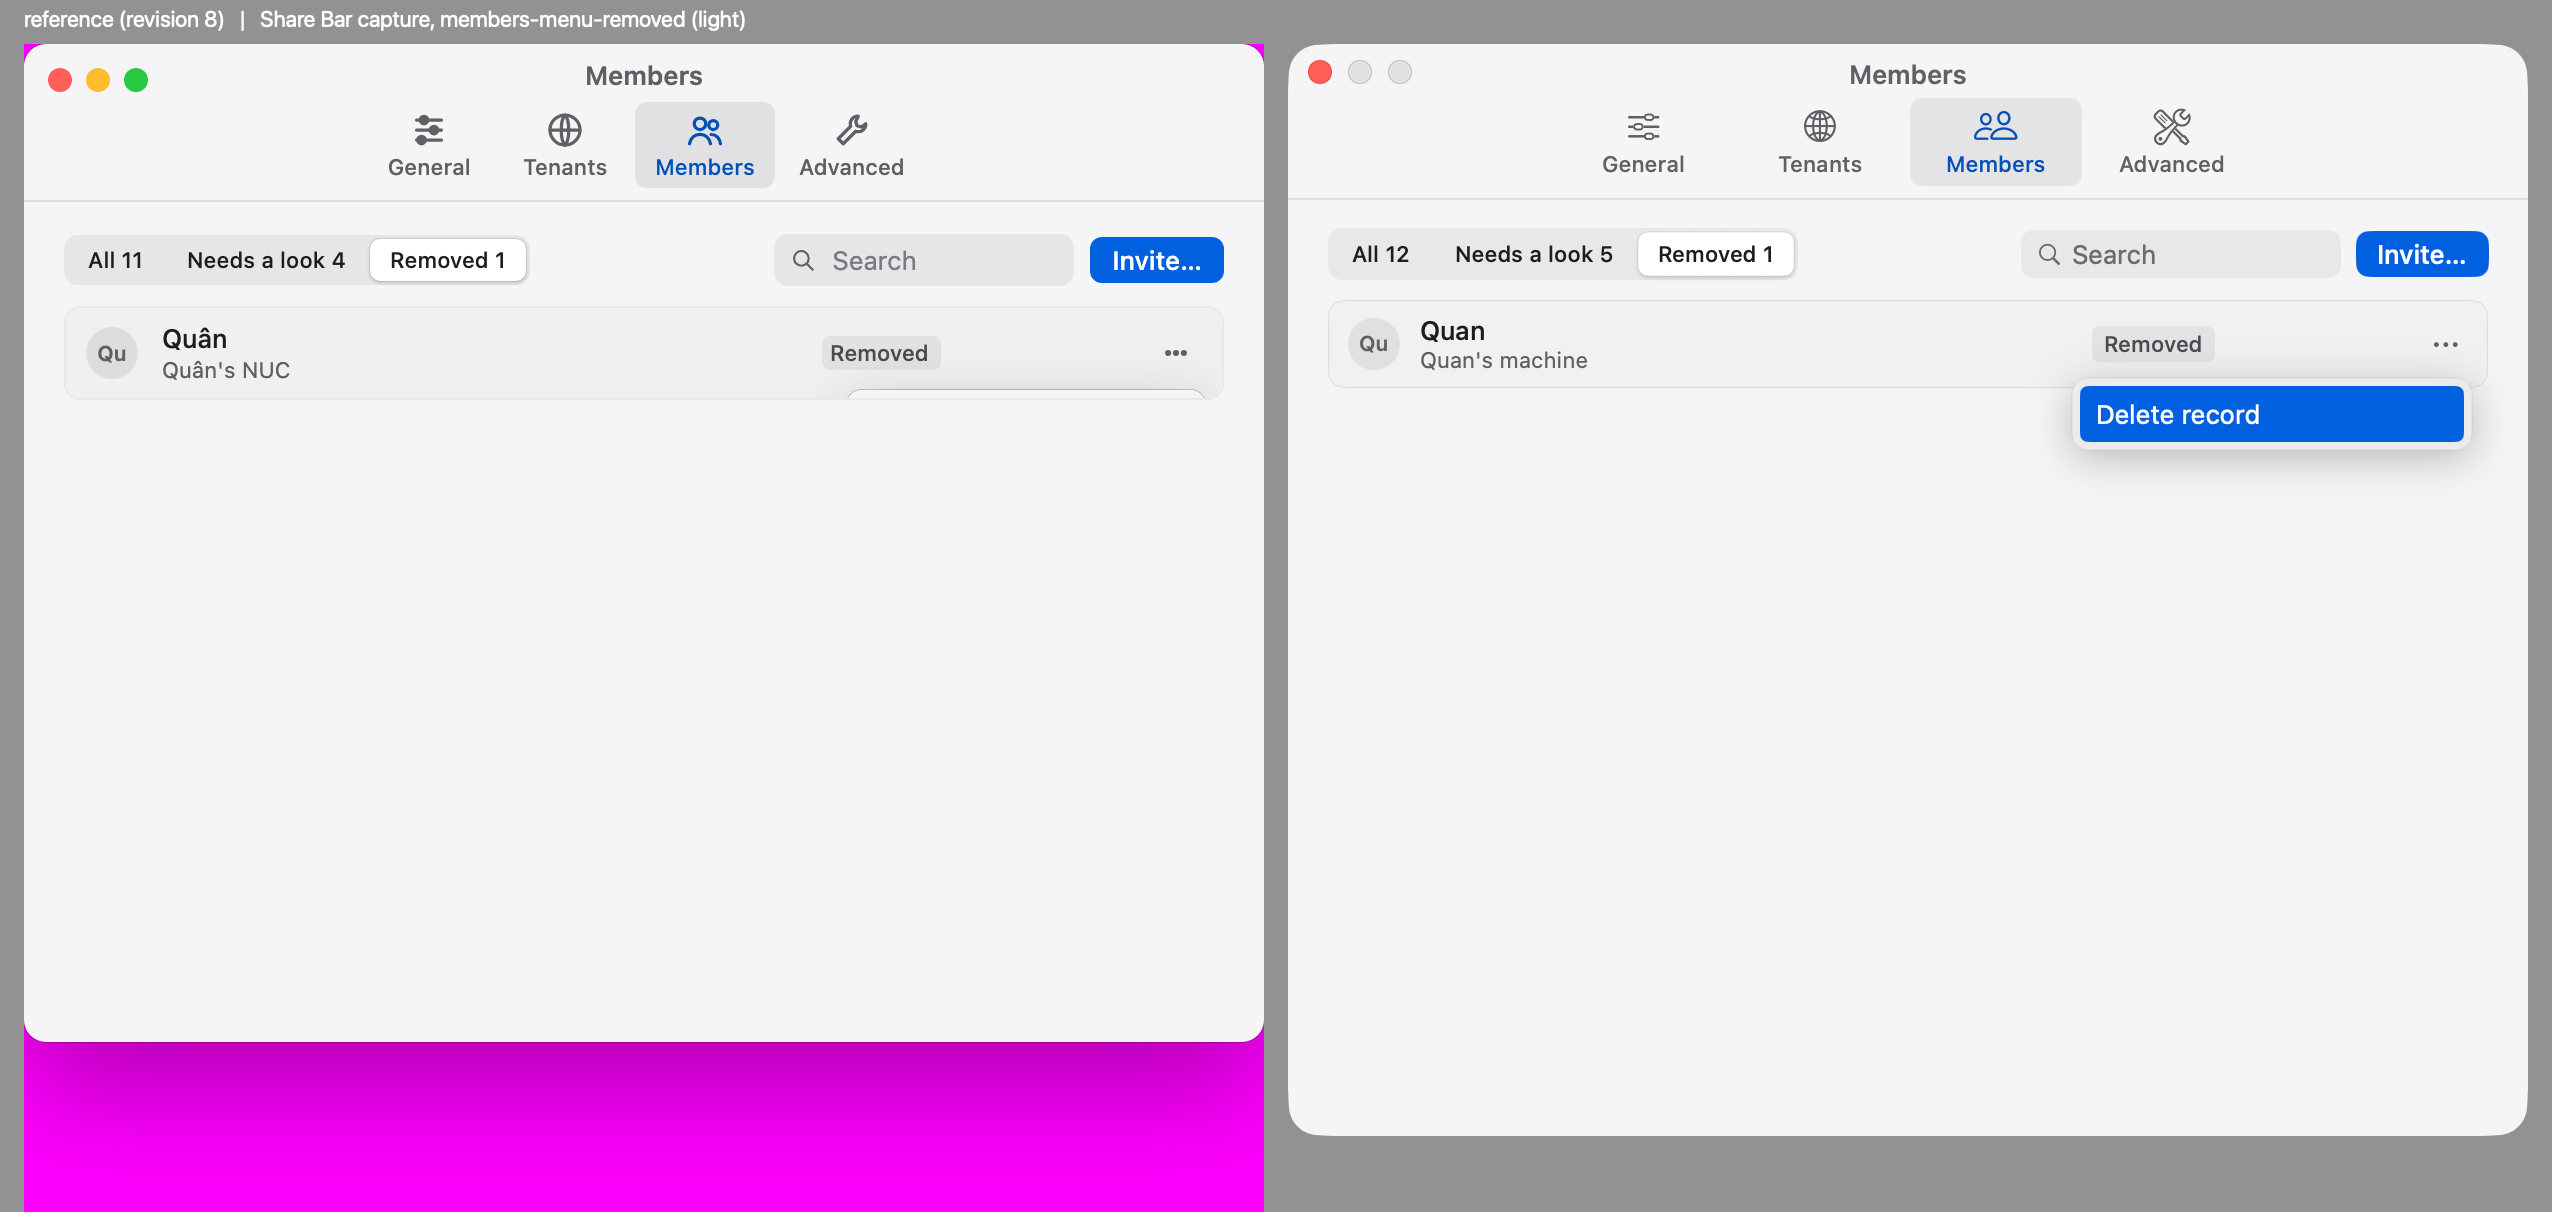 reference (revision 8) | Share Bar capture, members-menu-removed (light)
Members
General Tenants Members Advanced
All 11 Needs a look 4 Removed 1 Search Invite...
Qu Quân Removed
Quân's NUC
Members
General Tenants Members Advanced
All 12 Needs a look 5 Removed 1 Search Invite...
Qu Quan Removed
Quan's machine
Delete record